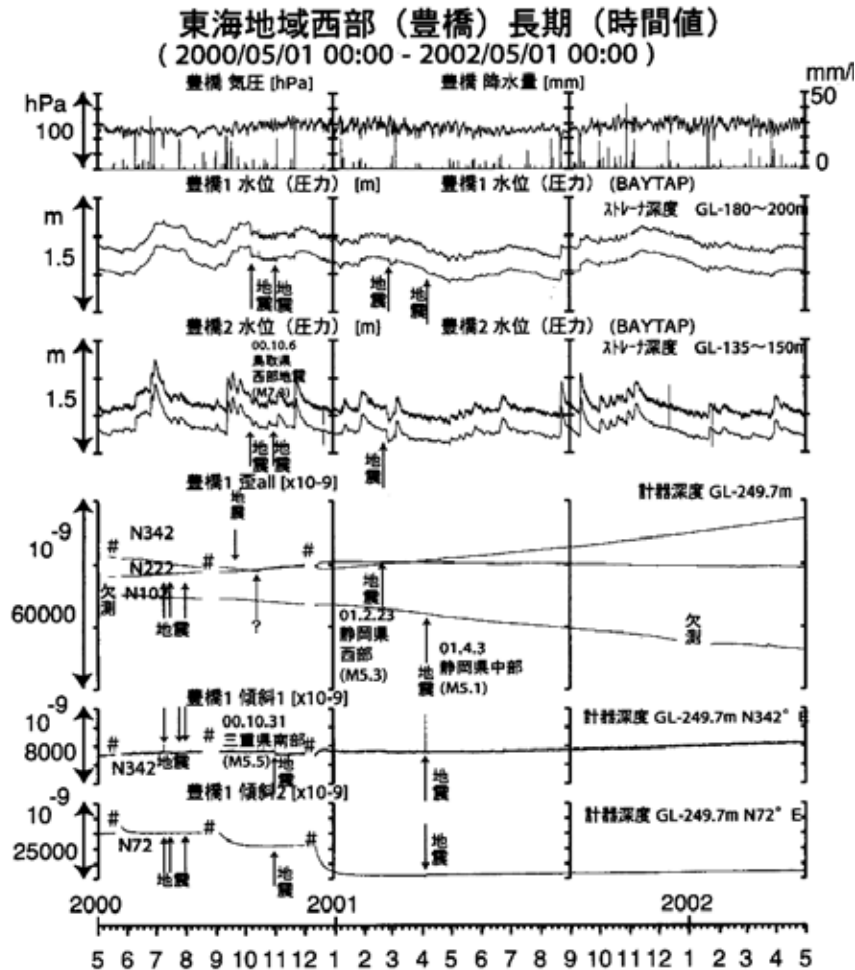 東海地域西部（豊橋）長期（時間値）
( 2000/05/01 00:00 - 2002/05/01 00:00 )
豊橋 気圧 [hPa] 豊橋 降水量 [mm]
hPa
100
mm/
50
0
豊橋1 水位（圧力） [m] 豊橋1 水位（圧力） (BAYTAP)
ストレーナ深度 GL-180～200m
m
1.5
地震 地震
地震 地震
豊橋2 水位（圧力） [m] 豊橋2 水位（圧力） (BAYTAP)
ストレーナ深度 GL-135～150m
m
1.5
00.10.6
鳥取県
西部地震
(M7.3)
地震 地震
地震
豊橋1 歪all [x10-9]
計器深度 GL-249.7m
地震
10-9
60000
# N342
# #
N222
欠測 N102
地震
?
地震
01.2.23
静岡県
西部
(M5.3)
地震
01.4.3
静岡県中部
(M5.1)
欠測
豊橋1 傾斜1 [x10-9]
計器深度 GL-249.7m N342° E
10-9
8000
# # #
N342
地震
00.10.31
三重県南部
(M5.5)
地震
地震
豊橋1 傾斜2 [x10-9]
計器深度 GL-249.7m N72° E
10-9
25000
# # #
N72
地震
地震
地震
2000 2001 2002
5 6 7 8 9 10 11 12 1 2 3 4 5 6 7 8 9 10 11 12 1 2 3 4 5